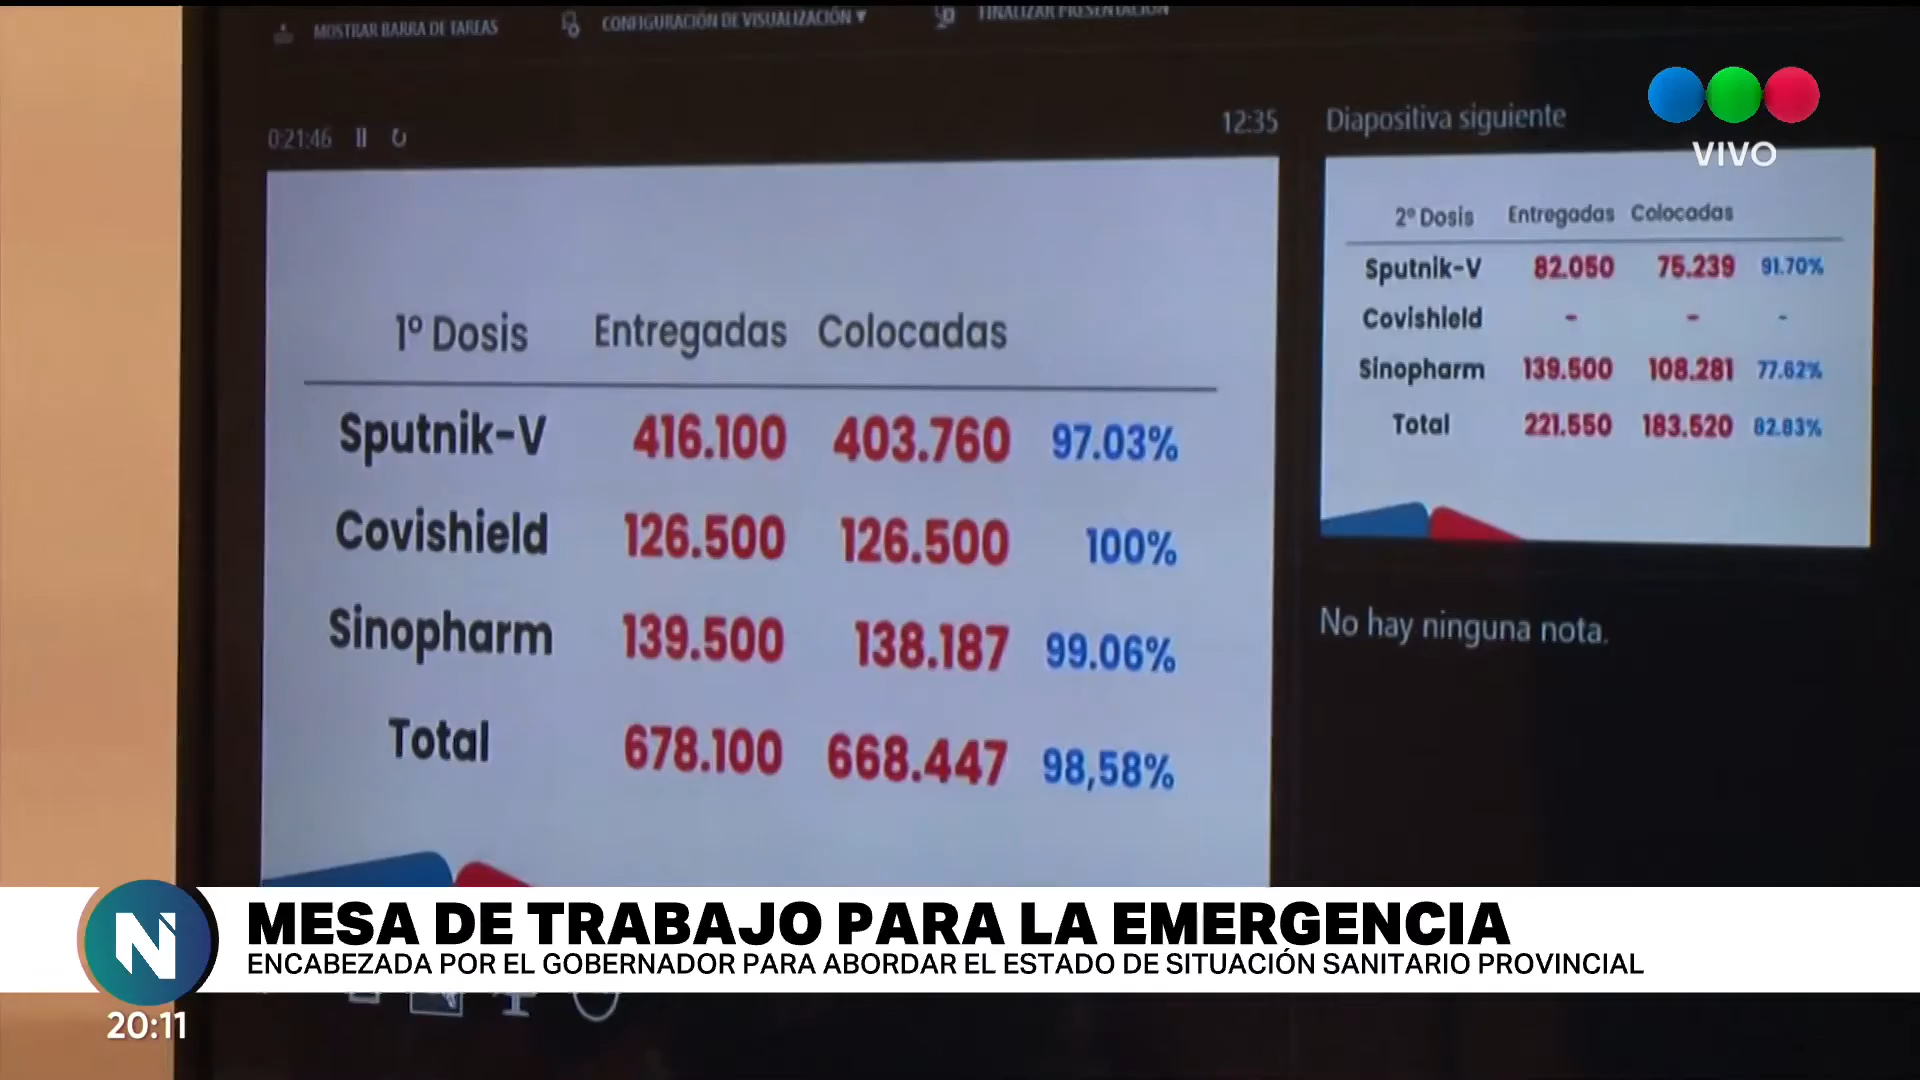 MOSTRAR BARRA DE TAREAS
CONFIGURACIÓN DE VISUALIZACIÓN
FINALIZAR PRESENTACIÓN
0:21:46
12:35
Diapositiva siguiente
VIVO
1º Dosis Entregadas Colocadas
Sputnik-V 416.100 403.760 97.03%
Covishield 126.500 126.500 100%
Sinopharm 139.500 138.187 99.06%
Total 678.100 668.447 98,58%
2º Dosis Entregadas Colocadas
Sputnik-V 82.050 75.239 91.70%
Covishield - - -
Sinopharm 139.500 108.281 77.62%
Total 221.550 183.520 82.83%
No hay ninguna nota.
N
MESA DE TRABAJO PARA LA EMERGENCIA
ENCABEZADA POR EL GOBERNADOR PARA ABORDAR EL ESTADO DE SITUACIÓN SANITARIO PROVINCIAL
20:11